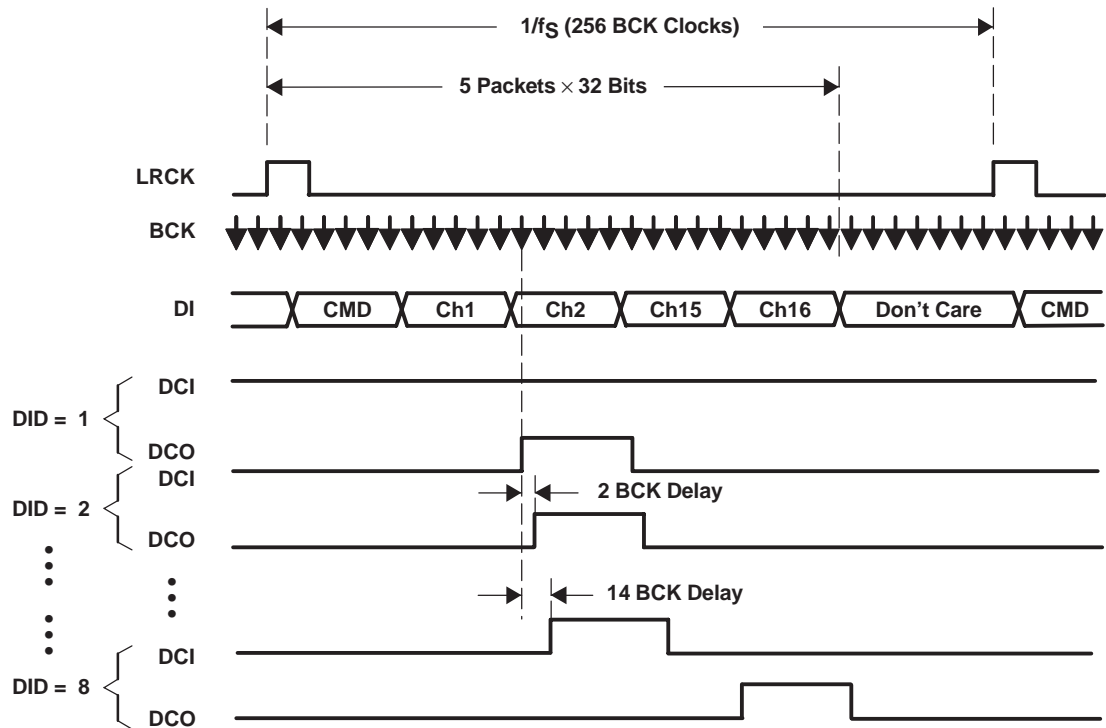 1/fS (256 BCK Clocks)
5 Packets × 32 Bits
LRCK
BCK
DI
CMD
Ch1
Ch2
Ch15
Ch16
Don't Care
CMD
DID = 1
DCI
DCO
DID = 2
DCI
2 BCK Delay
DCO
14 BCK Delay
DID = 8
DCI
DCO